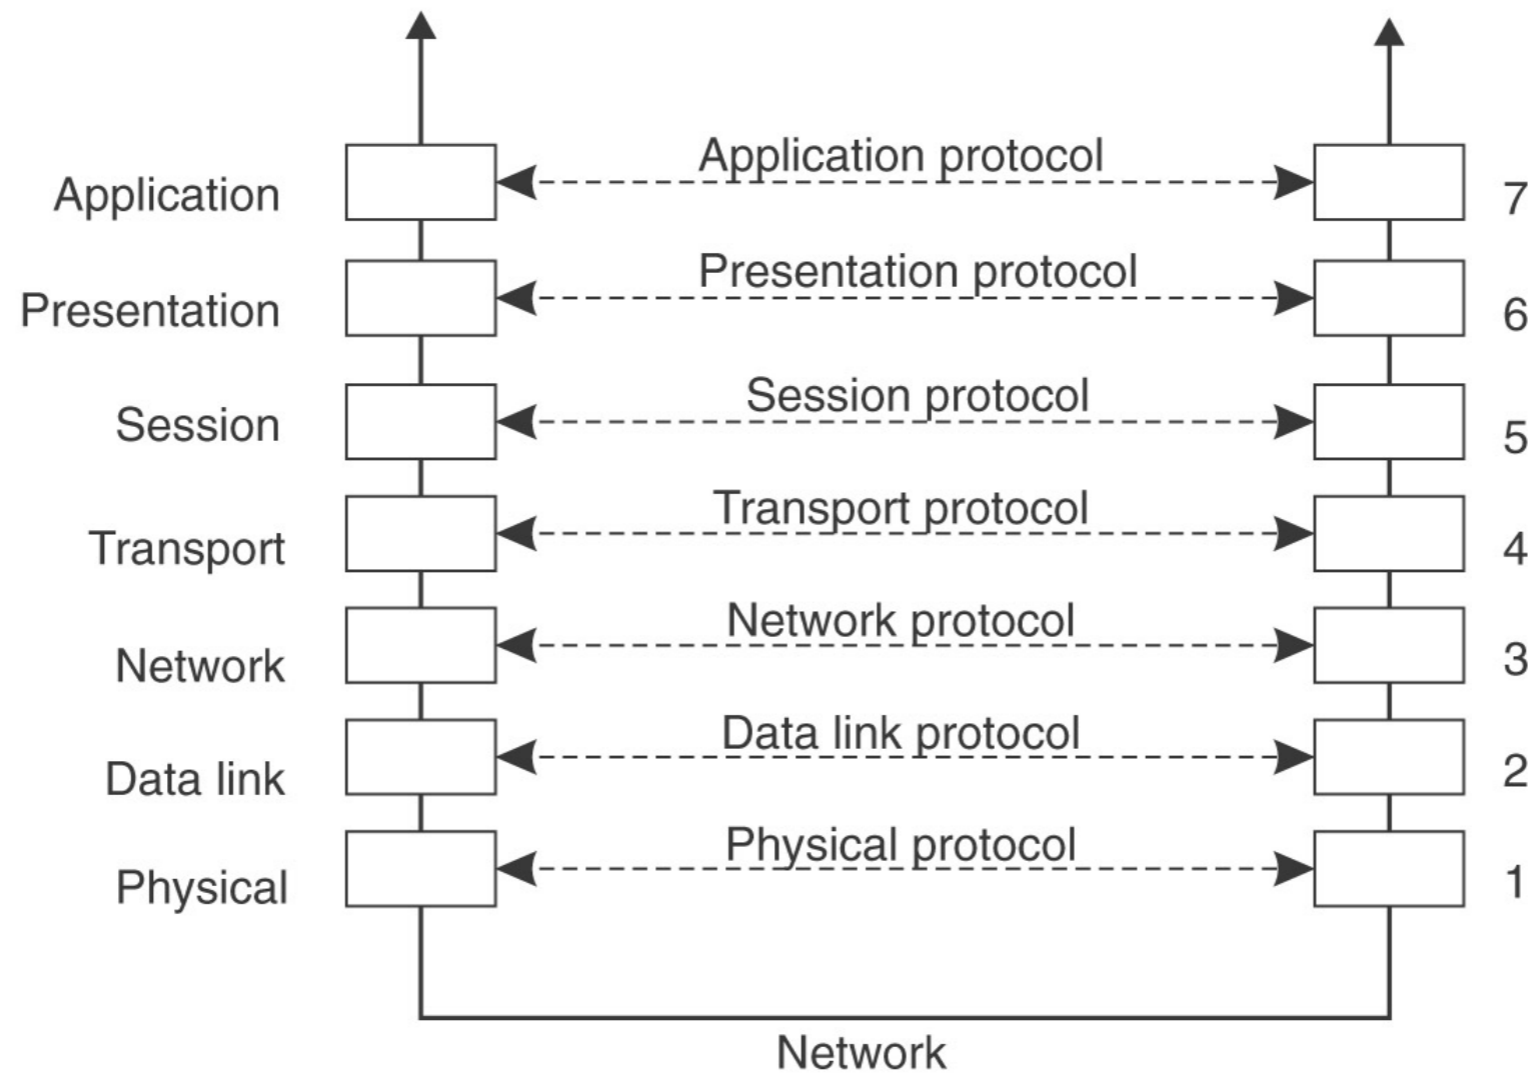 Application Application protocol 7
Presentation Presentation protocol 6
Session Session protocol 5
Transport Transport protocol 4
Network Network protocol 3
Data link Data link protocol 2
Physical Physical protocol 1
Network